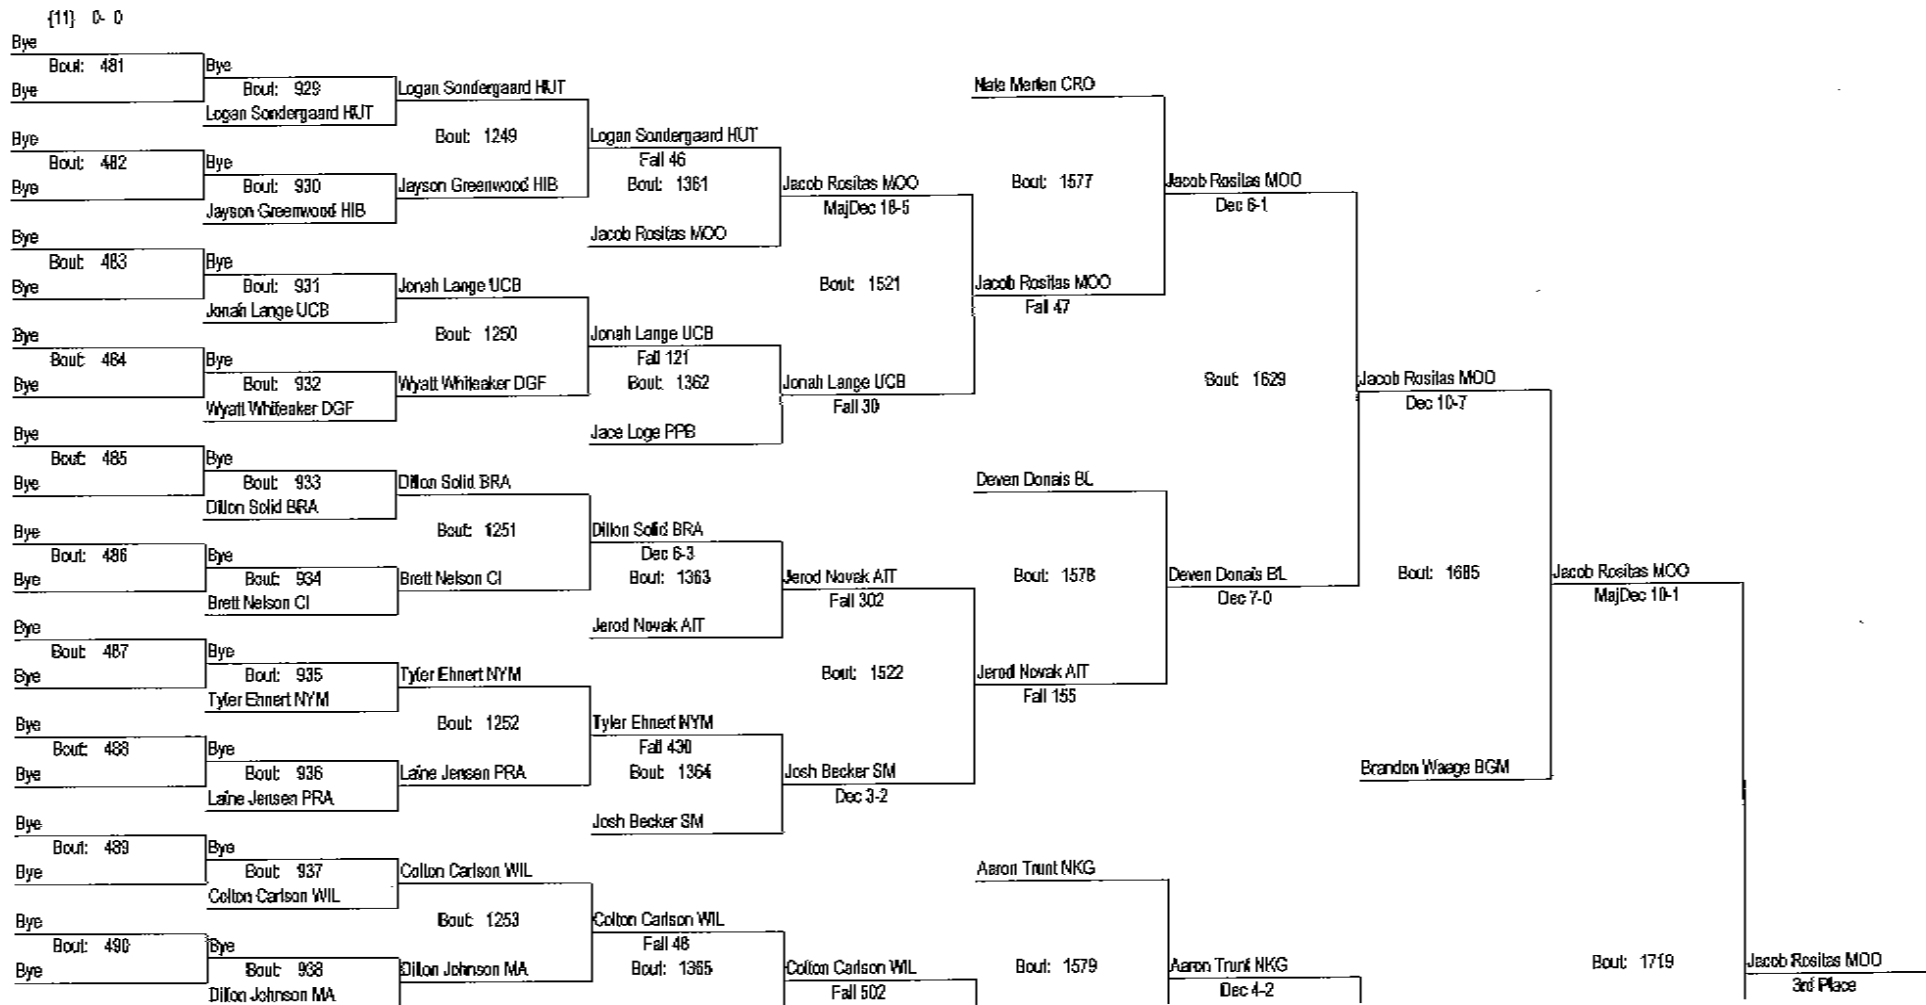 {11} 0- 0
Bye
Bout: 481
Bye
Bye
Bout: 482
Bye
Bye
Bout: 483
Bye
Bye
Bout: 484
Bye
Bye
Bout: 485
Bye
Bye
Bout: 486
Bye
Bye
Bout: 487
Bye
Bye
Bout: 488
Bye
Bye
Bout: 489
Bye
Bye
Bout: 490
Bye
Bye
Bout: 929
Logan Sondergaard HUT
Bye
Bout: 930
Jayson Greenwood HIB
Bye
Bout: 931
Jonah Lange UCB
Bye
Bout: 932
Wyatt Whiteaker DGF
Bye
Bout: 933
Dillon Solid BRA
Bye
Bout: 934
Brett Nelson CI
Bye
Bout: 935
Tyler Ehnert NYM
Bye
Bout: 936
Laine Jensen PRA
Bye
Bout: 937
Colton Carlson WIL
Bye
Bout: 938
Dillon Johnson MA
Logan Sondergaard HUT
Bout: 1249
Jayson Greenwood HIB
Jonah Lange UCB
Bout: 1250
Wyatt Whiteaker DGF
Dillon Solid BRA
Bout: 1251
Brett Nelson CI
Tyler Ehnert NYM
Bout: 1252
Laine Jensen PRA
Colton Carlson WIL
Bout: 1253
Dillon Johnson MA
Logan Sondergaard HUT
Fall 46
Bout: 1361
Jacob Rositas MOO
Jonah Lange UCB
Fall 121
Bout: 1362
Jace Loge PPB
Dillon Solid BRA
Dec 6-3
Bout: 1363
Jerod Novak AIT
Tyler Ehnert NYM
Fall 430
Bout: 1364
Josh Becker SM
Colton Carlson WIL
Fall 48
Bout: 1365
Jacob Rositas MOO
MajDec 18-5
Bout: 1521
Jonah Lange UCB
Fall 30
Jerod Novak AIT
Fall 302
Bout: 1522
Josh Becker SM
Dec 3-2
Colton Carlson WIL
Fall 502
Nate Merten CRO
Bout: 1577
Jacob Rositas MOO
Fall 47
Deven Donais BL
Bout: 1578
Jerod Novak AIT
Fall 155
Aaron Trunt NKG
Bout: 1579
Jacob Rositas MOO
Dec 6-1
Bout: 1629
Deven Donais BL
Dec 7-0
Aaron Trunt NKG
Dec 4-2
Jacob Rositas MOO
Dec 10-7
Bout: 1685
Brandon Waage BGM
Jacob Rositas MOO
MajDec 10-1
Bout: 1719
Jacob Rositas MOO
3rd Place